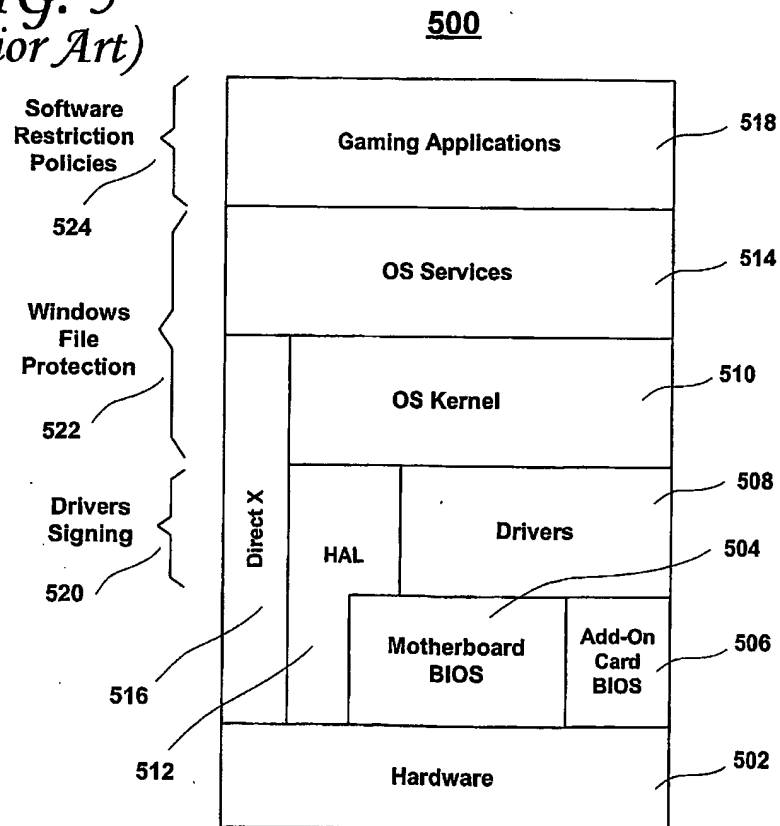 500
Art)
Software
Restriction
Policies
524
Gaming Applications
518
OS Services
514
Windows
File
Protection
522
OS Kernel
510
Drivers
Signing
520
Direct X
HAL
Drivers
508
504
Motherboard
BIOS
Add-On
Card
BIOS
506
516
512
Hardware
502